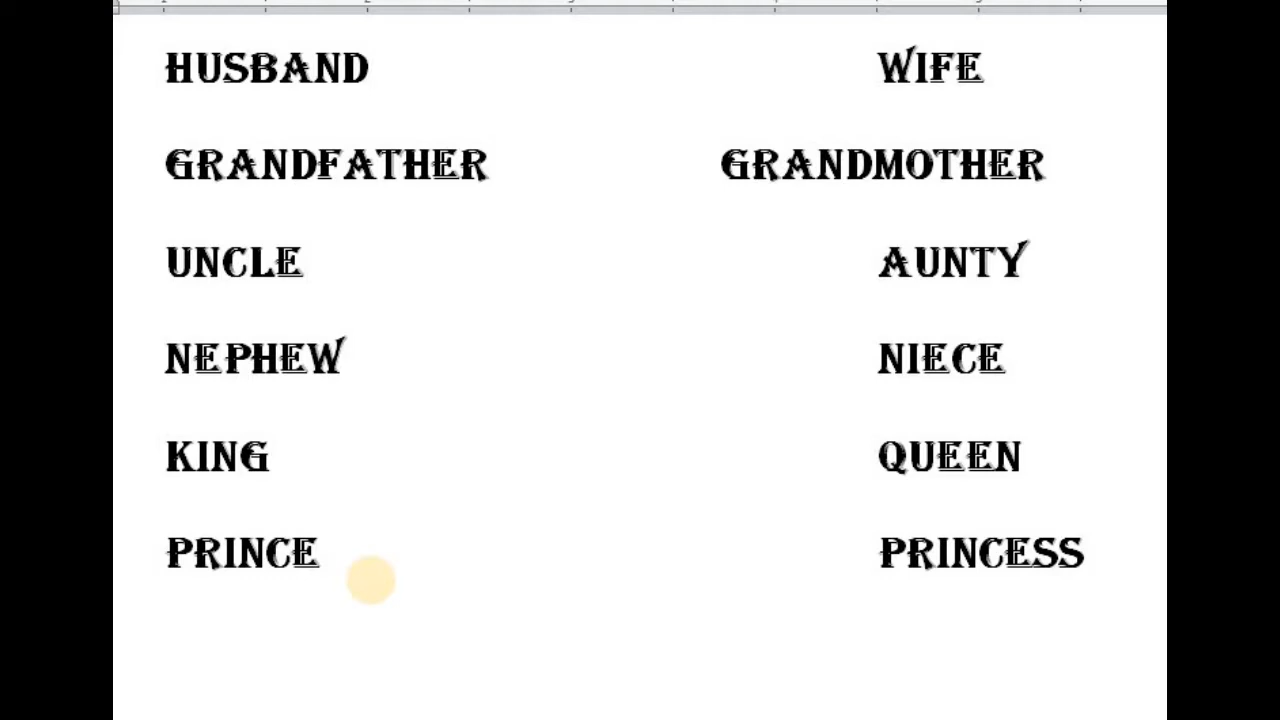 HUSBAND WIFE
GRANDFATHER GRANDMOTHER
UNCLE AUNTY
NEPHEW NIECE
KING QUEEN
PRINCE PRINCESS